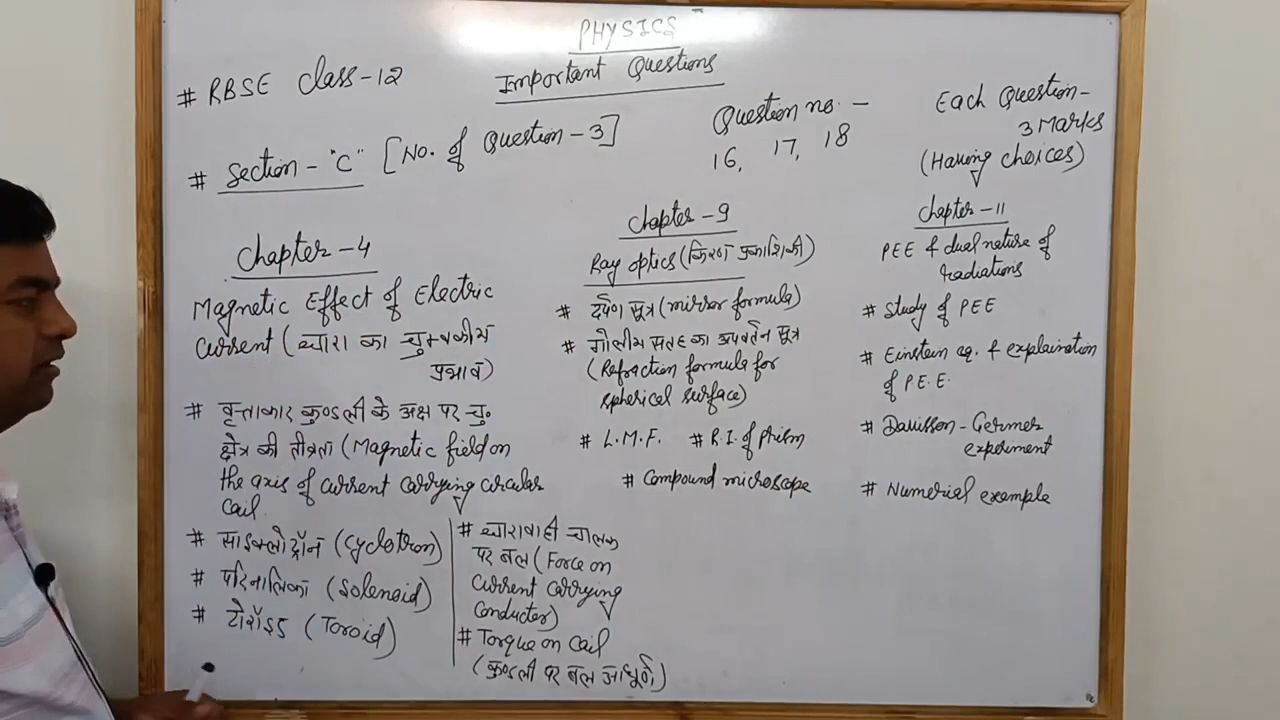 PHYSICS
Important Questions
# RBSE Class-12
# Section - "C" [No. of Question - 3]
Question no. -
16, 17, 18
Each Question -
3 Marks
(Having choices)
Chapter - 4
Magnetic Effect of Electric
Current (धारा का चुम्बकीय
प्रभाव)
# वृत्ताकार कुण्डली के अक्ष पर चु०
क्षेत्र की तीव्रता (Magnetic field on
the axis of current carrying circular
cail.
# साइक्लोट्रॉन (Cyclotron)
# परिनालिका (Solenoid)
# टोरॉइड (Toroid)
# धारावाही चालक
पर बल (Force on
current carrying
conducter)
# Torque on cail
(कुण्डली पर बल आघूर्ण)
Chapter - 9
Ray optics (किरण प्रकाशिकी)
# दर्पण सूत्र (mirror formula)
# गोलीय सतह का अपवर्तन सूत्र
(Refraction formula for
spherical surface)
# L.M.F. # R.I. of prism
# Compound microscope
Chapter - 11
PEE & dual nature of
radiations
# Study of PEE
# Einstein eq. & explaination
of P.E.E.
# Davisson - Germer
experiment
# Numerical example